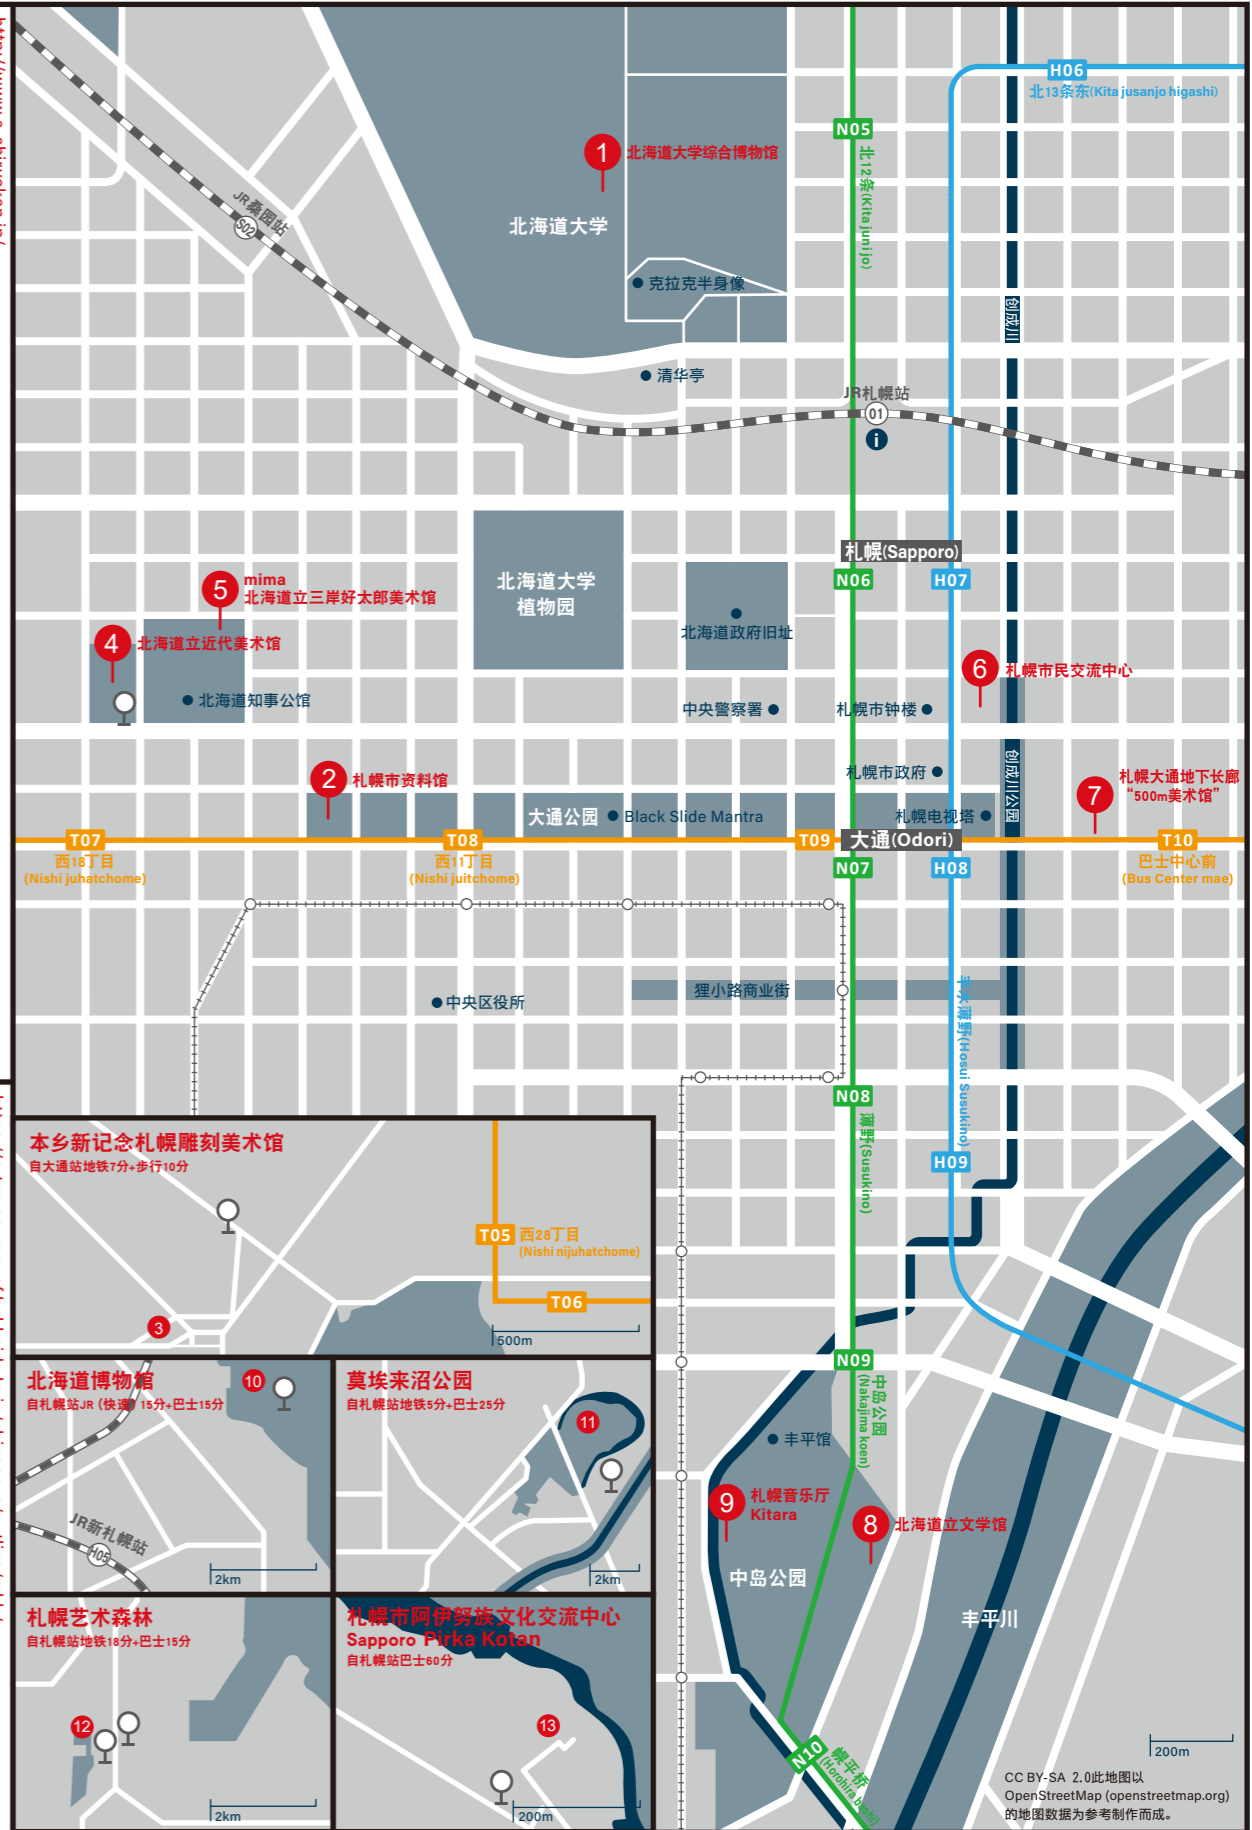 H06
北13条东(Kita jusanjo higashi)
N05
北12条(Kita juni jo)
1
北海道大学综合博物馆
北海道大学
JR桑园站
S02
克拉克半身像
创成川
清华亭
JR札幌站
01
i
札幌(Sapporo)
N06
H07
5
mima
北海道立三岸好太郎美术馆
北海道大学
植物园
北海道政府旧址
4
北海道立近代美术馆
6
札幌市民交流中心
北海道知事公馆
中央警察署
札幌市钟楼
2
札幌市资料馆
札幌市政府
创成川公园
7
札幌大通地下长廊
“500m美术馆”
大通公园
Black Slide Mantra
札幌电视塔
T07
西18丁目
(Nishi juhatchome)
T08
西11丁目
(Nishi juitchome)
T09
大通(Odori)
T10
巴士中心前
(Bus Center mae)
N07
H08
狸小路商业街
中央区役所
丰水薄野(Hosui Susukino)
N08
薄野(Susukino)
H09
本乡新记念札幌雕刻美术馆
自大通站地铁7分+步行10分
T05
西28丁目
(Nishi nijuhatchome)
T06
3
500m
N09
中岛公园
(Nakajima koen)
北海道博物馆
自札幌站JR（快速）15分+巴士15分
10
JR新札幌站
H05
2km
莫埃来沼公园
自札幌站地铁5分+巴士25分
11
2km
丰平馆
9
札幌音乐厅
Kitara
8
北海道立文学馆
中岛公园
丰平川
札幌艺术森林
自札幌站地铁18分+巴士15分
12
2km
札幌市阿伊努族文化交流中心
Sapporo Pirka Kotan
自札幌站巴士60分
13
200m
N10
幌平桥
(Horohira bashi)
200m
CC BY-SA 2.0此地图以
OpenStreetMap (openstreetmap.org)
的地图数据为参考制作而成。